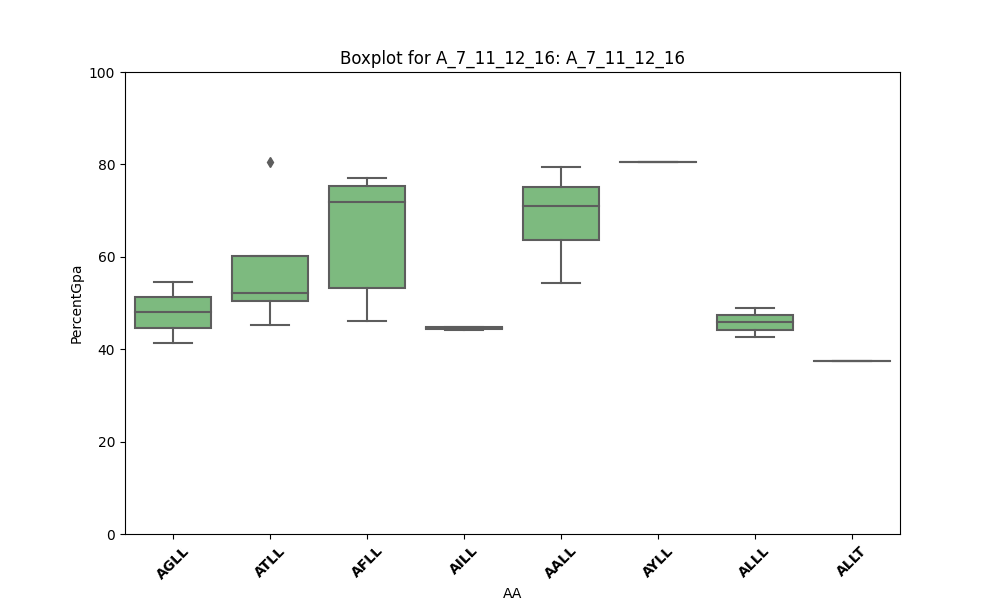 Boxplot for A_7_11_12_16: A_7_11_12_16
100
80
60
40
20
0
PercentGpa
AGLL
ATLL
AFLL
AILL
AALL
AYLL
ALLL
ALLT
AA